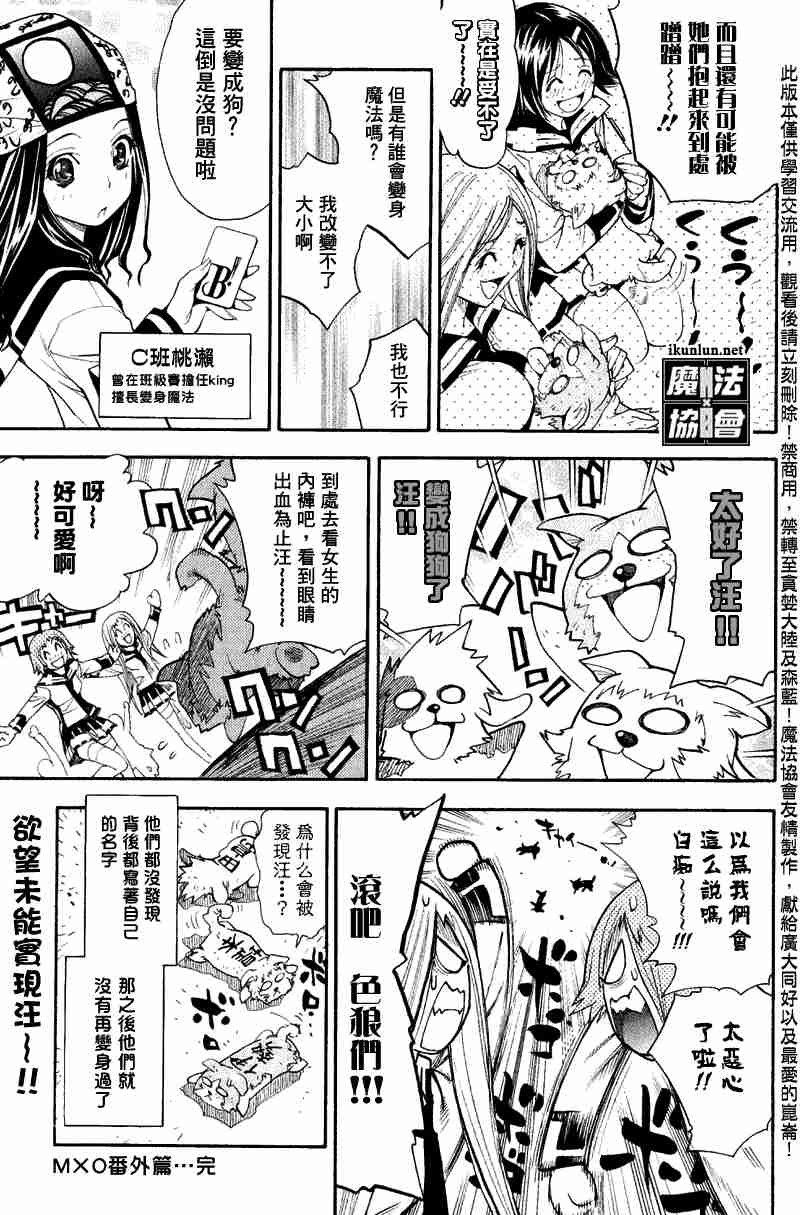 而且還有可能被
她們抱起來到處
蹭蹭～～!!
實在是受不了
了～～!!
くぅ～～
くぅ～～
ikunlun.net
魔法
協會
M×0
但是有誰會變身
魔法嗎？
我改變不了
大小啊
我也不行
要變成狗？
這倒是沒問題啦
C班桃瀨
曾在班級賽擔任king
擅長變身魔法
太好了汪!!
變成狗狗了
汪!!
到處去看女生的
內褲吧，看到眼睛
出血為止汪～～～～～
呀～
好可愛啊
キャー
以爲我們會
這么說嗎
白痴～～!!!
太惡心
了啦!!
滾吧 色狼們!!!
為什么會被
發現汪…？
ボロ
ボロ
他們都沒發現
背後都寫著自己
的名字
那之後他們就
沒有再變身過了
欲望未能實現汪～～!!
M×O番外篇…完
此版本僅供學習交流用，觀看後請立刻刪除！禁商用，禁轉至貪婪大陸及森藍！魔法協會友情製作，獻給廣大同好以及最愛的崑崙！